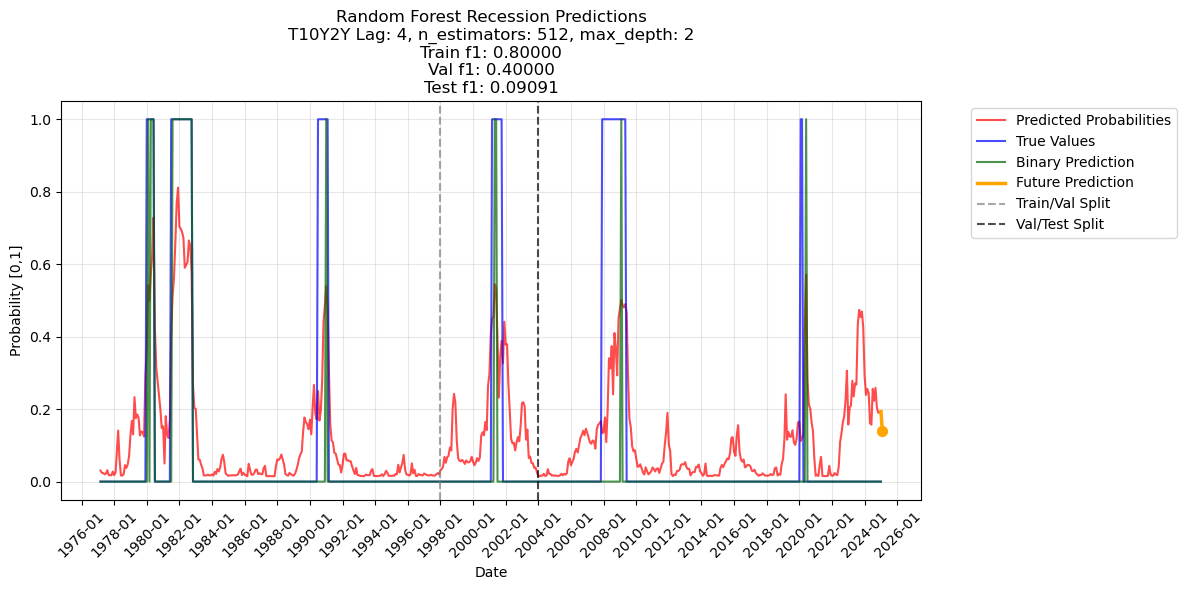 Random Forest Recession Predictions
T10Y2Y Lag: 4, n_estimators: 512, max_depth: 2
Train f1: 0.80000
Val f1: 0.40000
Test f1: 0.09091
Probability [0,1]
1.0
0.8
0.6
0.4
0.2
0.0
1976-01
1978-01
1980-01
1982-01
1984-01
1986-01
1988-01
1990-01
1992-01
1994-01
1996-01
1998-01
2000-01
2002-01
2004-01
2006-01
2008-01
2010-01
2012-01
2014-01
2016-01
2018-01
2020-01
2022-01
2024-01
2026-01
Date
Predicted Probabilities
True Values
Binary Prediction
Future Prediction
Train/Val Split
Val/Test Split